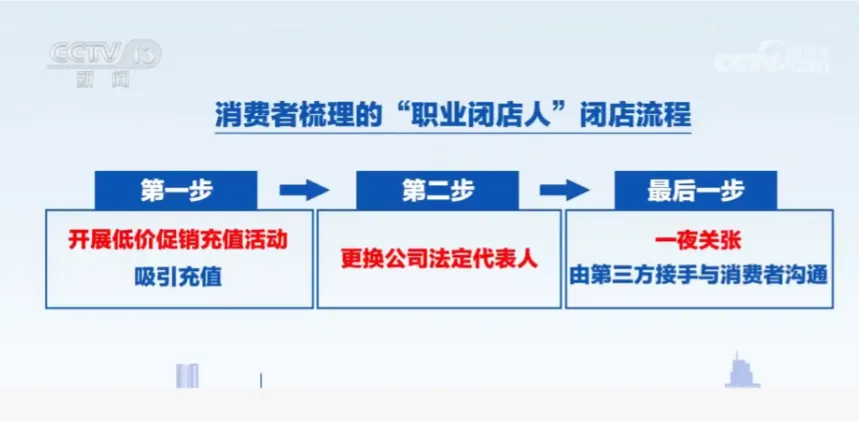 CCTV 13
新闻
CCTV.com
消费者梳理的“职业闭店人”闭店流程
第一步
第二步
最后一步
开展低价促销充值活动
吸引充值
更换公司法定代表人
一夜关张
由第三方接手与消费者沟通